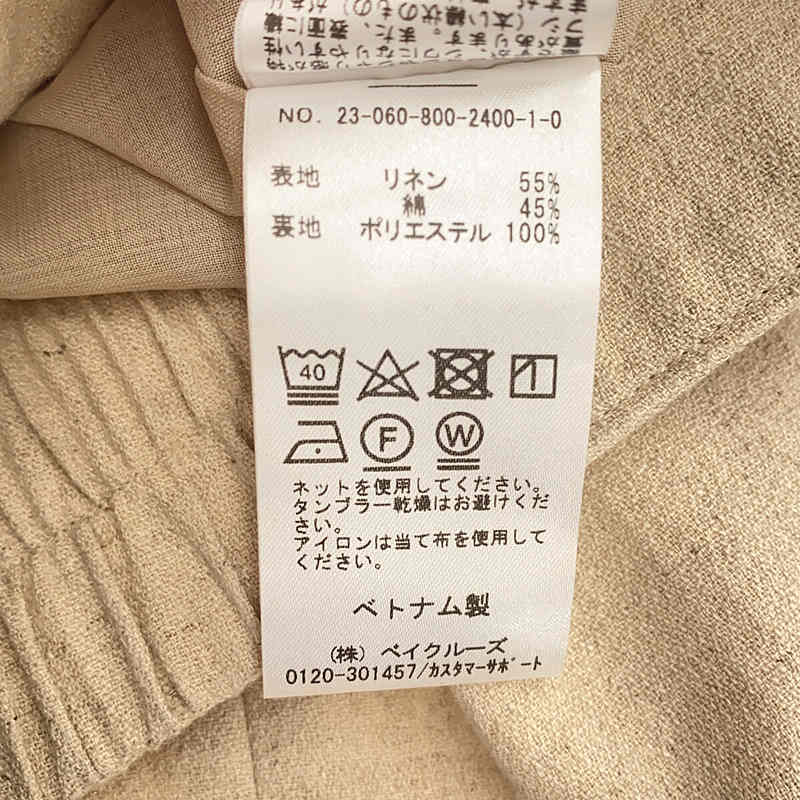 NO. 23-060-800-2400-1-0
表地 リネン 55%
綿 45%
裏地 ポリエステル 100%
40
F W
ネットを使用してください。
タンブラー乾燥はお避けくだ
さい。
アイロンは当て布を使用して
ください。
ベトナム製
(株) ベイクルーズ
0120-301457/カスタマーサポート